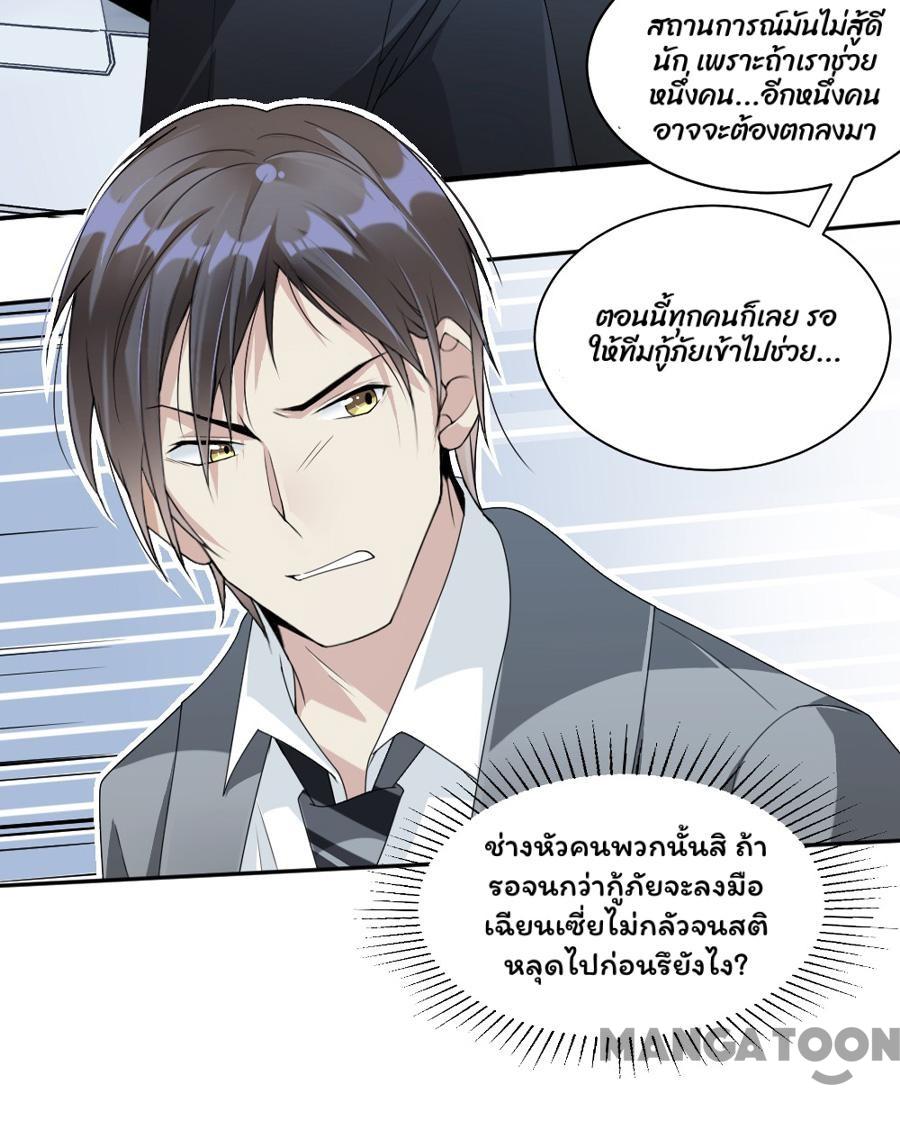 สถานการณ์มันไม่สู้ดี
นัก เพราะถ้าเราช่วย
หนึ่งคน...อีกหนึ่งคน
อาจจะต้องตกลงมา
ตอนนี้ทุกคนก็เลย รอ
ให้ทีมกู้ภัยเข้าไปช่วย...
ช่างหัวคนพวกนั้นสิ ถ้า
รอจนกว่ากู้ภัยจะลงมือ
เฉียนเซี่ยไม่กลัวจนสติ
หลุดไปก่อนรึยังไง?
MANGATOON